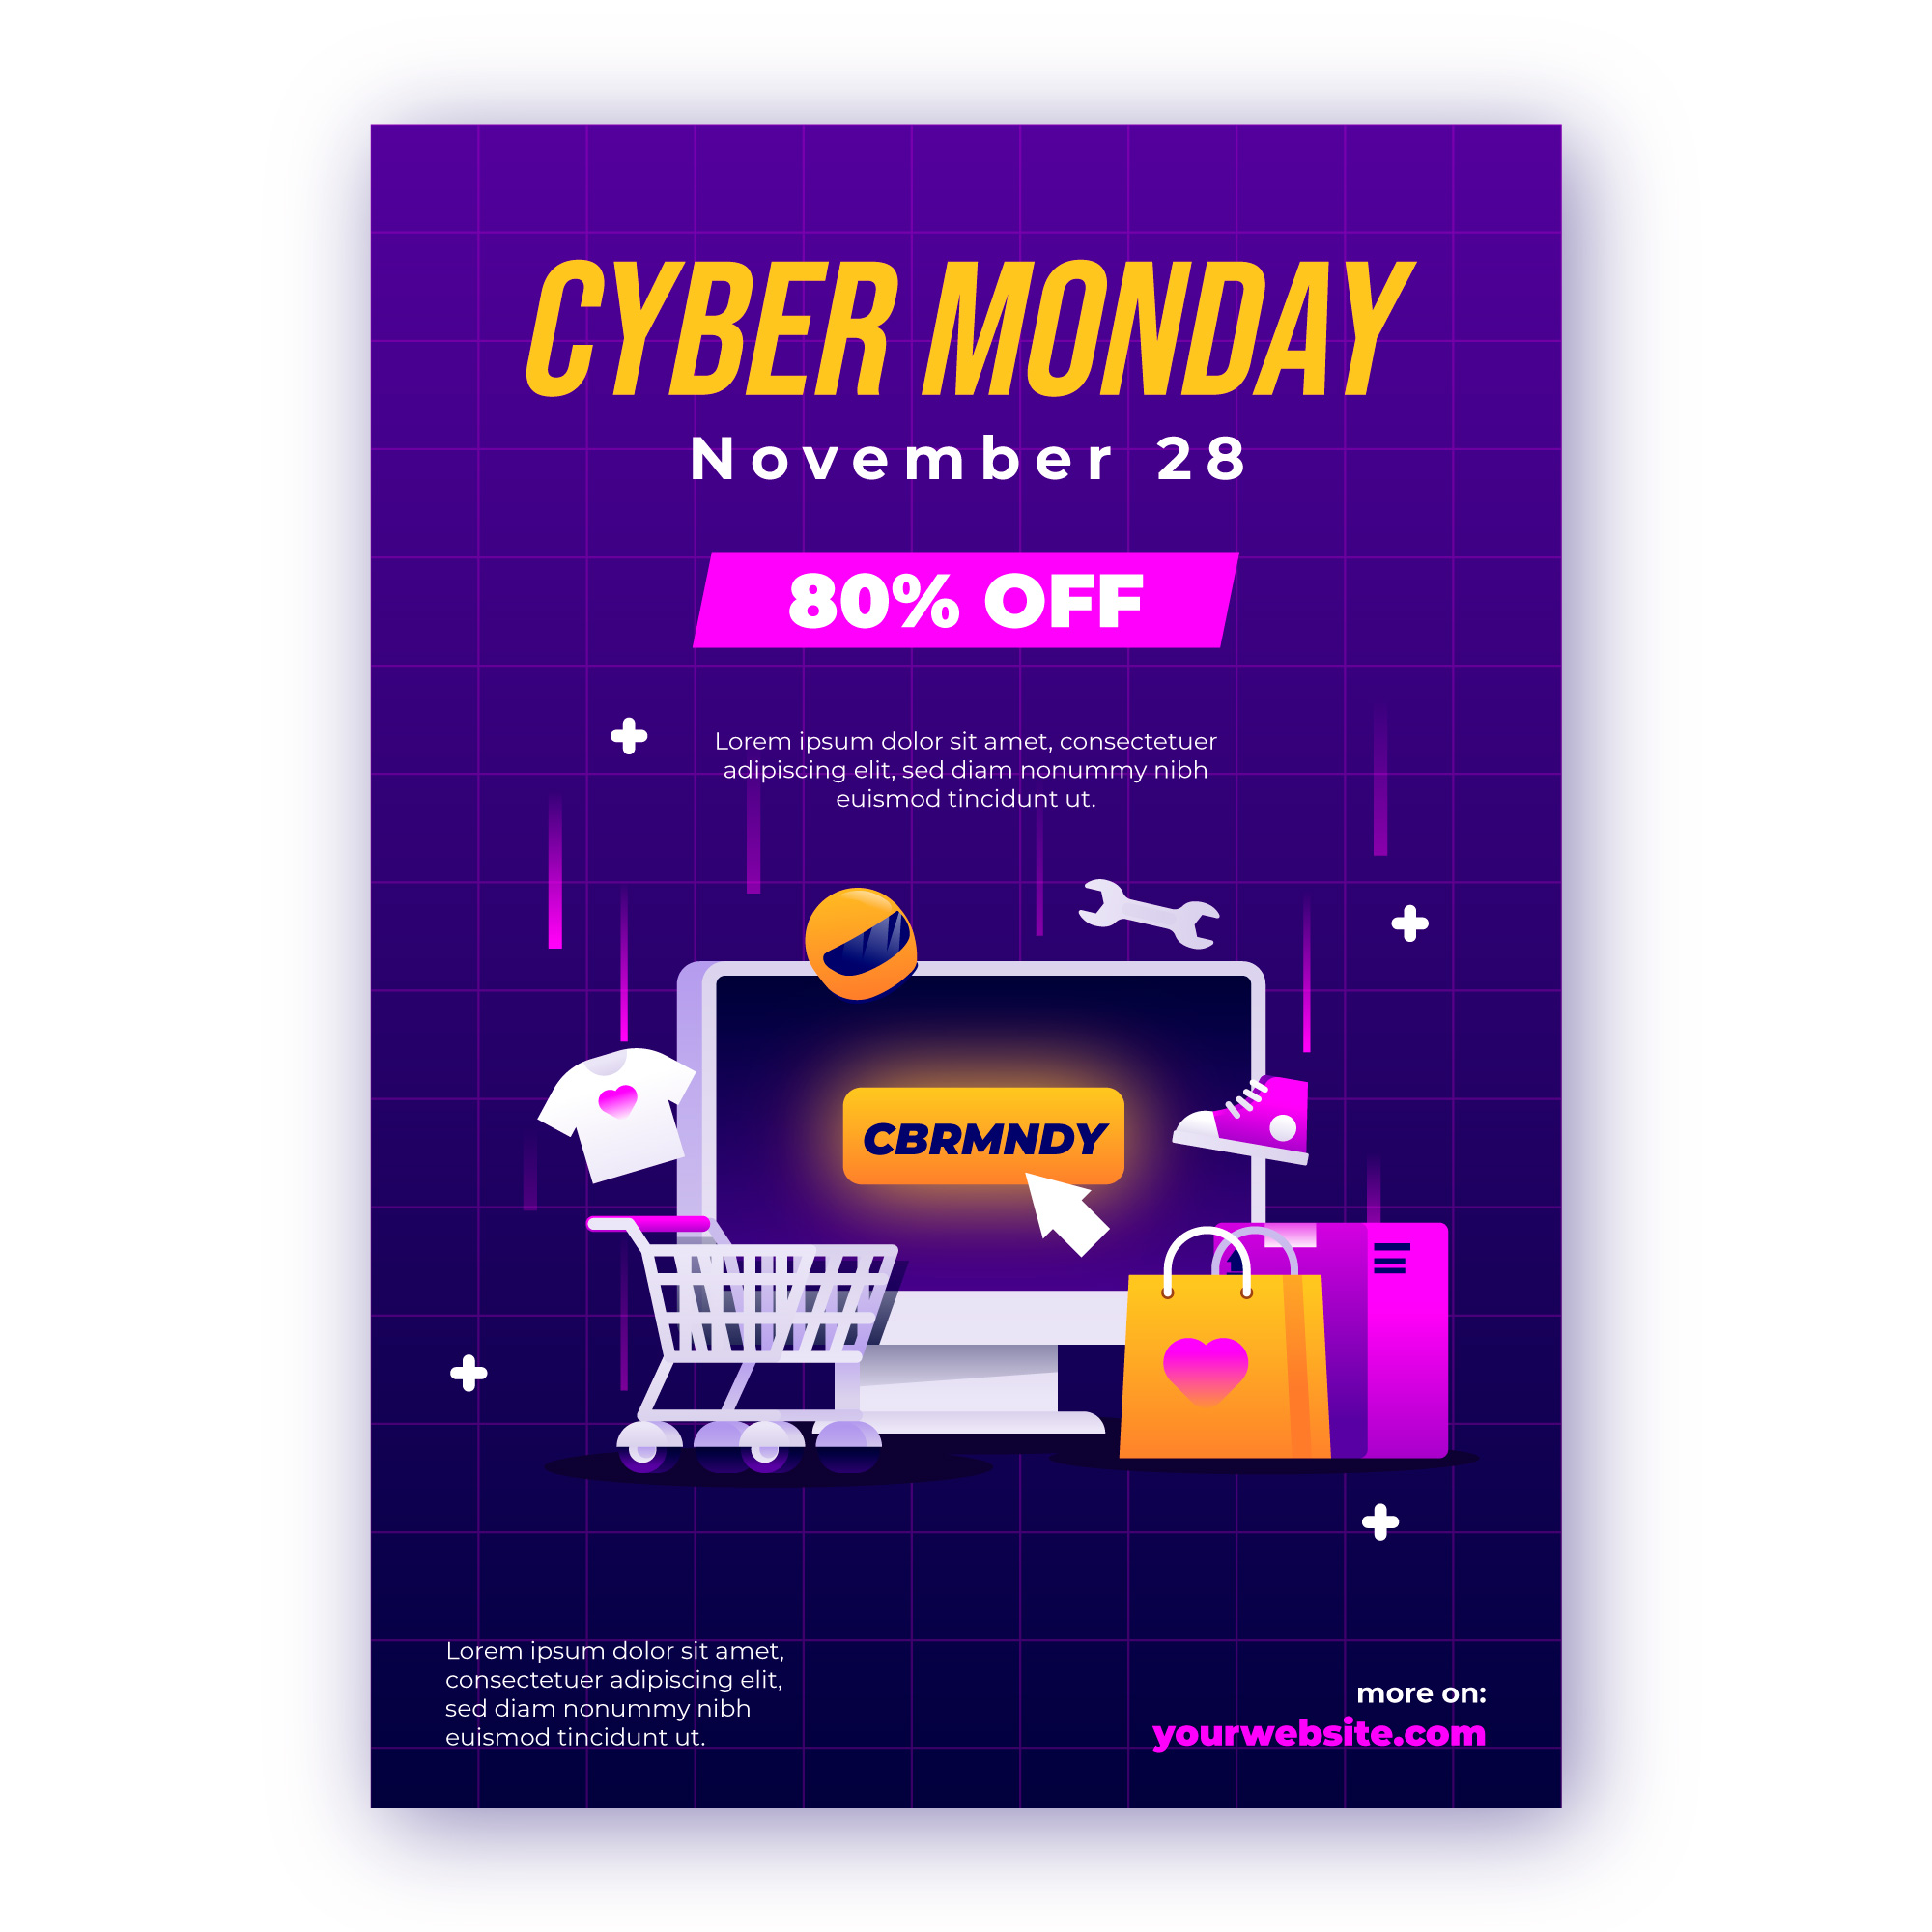 CYBER MONDAY
November 28
80% OFF
Lorem ipsum dolor sit amet, consectetuer
adipiscing elit, sed diam nonummy nibh
euismod tincidunt ut.
CBRMNDY
Lorem ipsum dolor sit amet,
consectetuer adipiscing elit,
sed diam nonummy nibh
euismod tincidunt ut.
more on:
yourwebsite.com